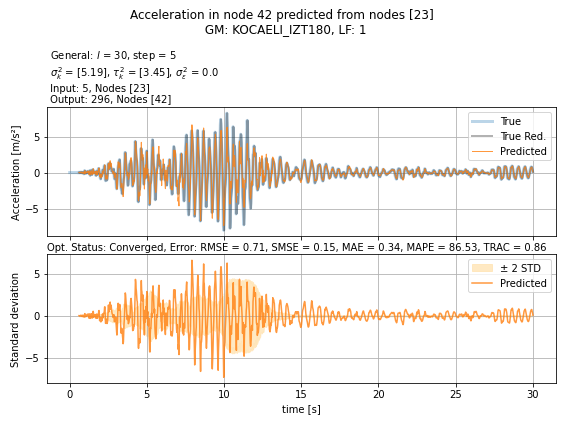 Acceleration in node 42 predicted from nodes [23]
GM: KOCAELI_IZT180, LF: 1
General: l = 30, step = 5
σ²ₖ = [5.19], τ²ₖ = [3.45], σ²ε = 0.0
Input: 5, Nodes [23]
Output: 296, Nodes [42]
Acceleration [m/s²]
5
0
−5
True
True Red.
Predicted
Opt. Status: Converged, Error: RMSE = 0.71, SMSE = 0.15, MAE = 0.34, MAPE = 86.53, TRAC = 0.86
Standard deviation
5
0
−5
± 2 STD
Predicted
0 5 10 15 20 25 30
time [s]